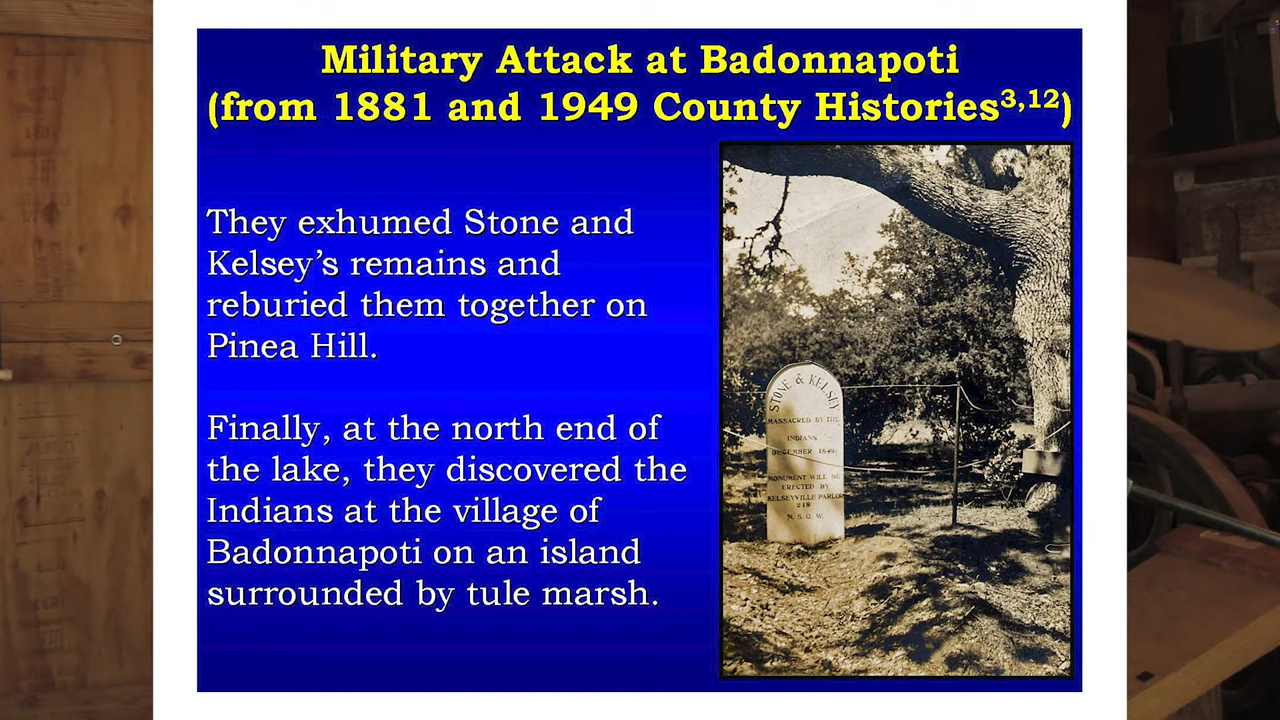 Military Attack at Badonnapoti
(from 1881 and 1949 County Histories3,12)
They exhumed Stone and
Kelsey’s remains and
reburied them together on
Pinea Hill.
Finally, at the north end of
the lake, they discovered the
Indians at the village of
Badonnapoti on an island
surrounded by tule marsh.
STONE & KELSEY
MASSACRED BY THE
INDIANS
DECEMBER 1849
MONUMENT WILL BE
ERECTED BY
KELSEYVILLE PARLOR
219
N. S. G. W.